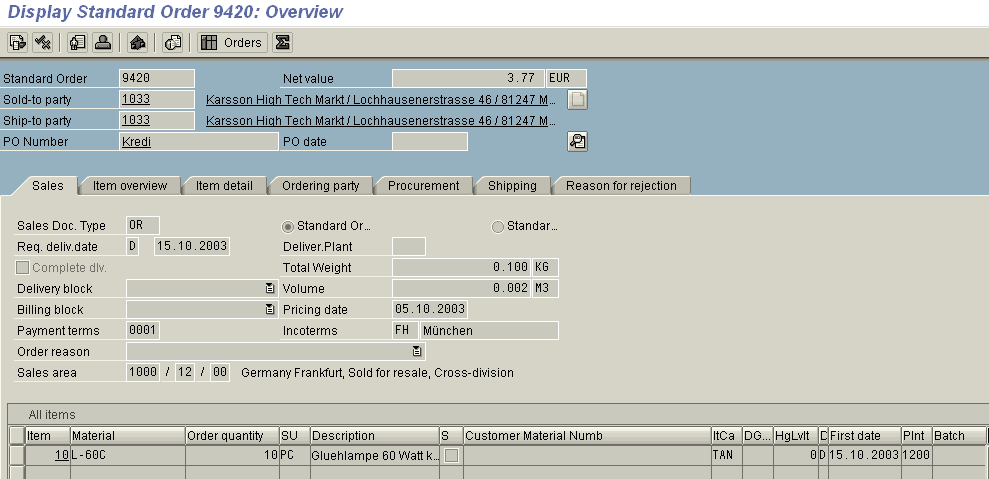 Display Standard Order 9420: Overview
Orders
Standard Order 9420 Net value 3.77 EUR
Sold-to party 1033 Karsson High Tech Markt / Lochhausenerstrasse 46 / 81247 M...
Ship-to party 1033 Karsson High Tech Markt / Lochhausenerstrasse 46 / 81247 M...
PO Number Kredi PO date
Sales Item overview Item detail Ordering party Procurement Shipping Reason for rejection
Sales Doc. Type OR Standard Or... Standar...
Req. deliv.date D 15.10.2003 Deliver.Plant
Complete dlv. Total Weight 0.100 KG
Delivery block Volume 0.002 M3
Billing block Pricing date 05.10.2003
Payment terms 0001 Incoterms FH München
Order reason
Sales area 1000 / 12 / 00 Germany Frankfurt, Sold for resale, Cross-division
All items
Item Material Order quantity SU Description S Customer Material Numb ItCa DG... HgLvIt D First date Plnt Batch
10 L-60C 10 PC Gluehlampe 60 Watt k... TAN 0 D 15.10.2003 1200